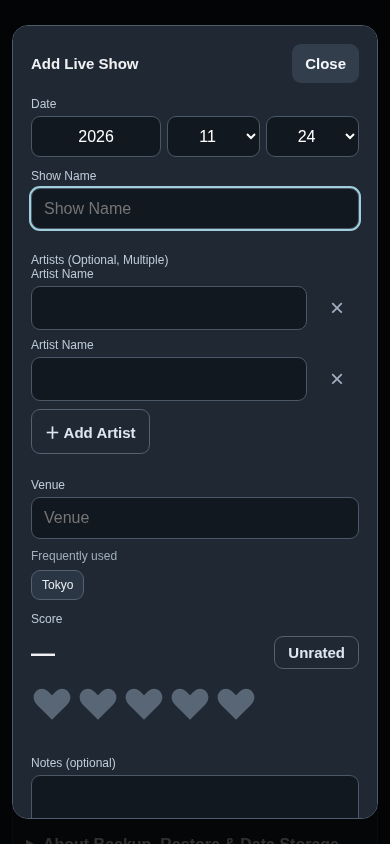 Add Live Show
Close
Date
2026
11
24
Show Name
Show Name
Artists (Optional, Multiple)
Artist Name
×
Artist Name
×
+ Add Artist
Venue
Venue
Frequently used
Tokyo
Score
—
Unrated
Notes (optional)
About Backup, Restore & Data Storage